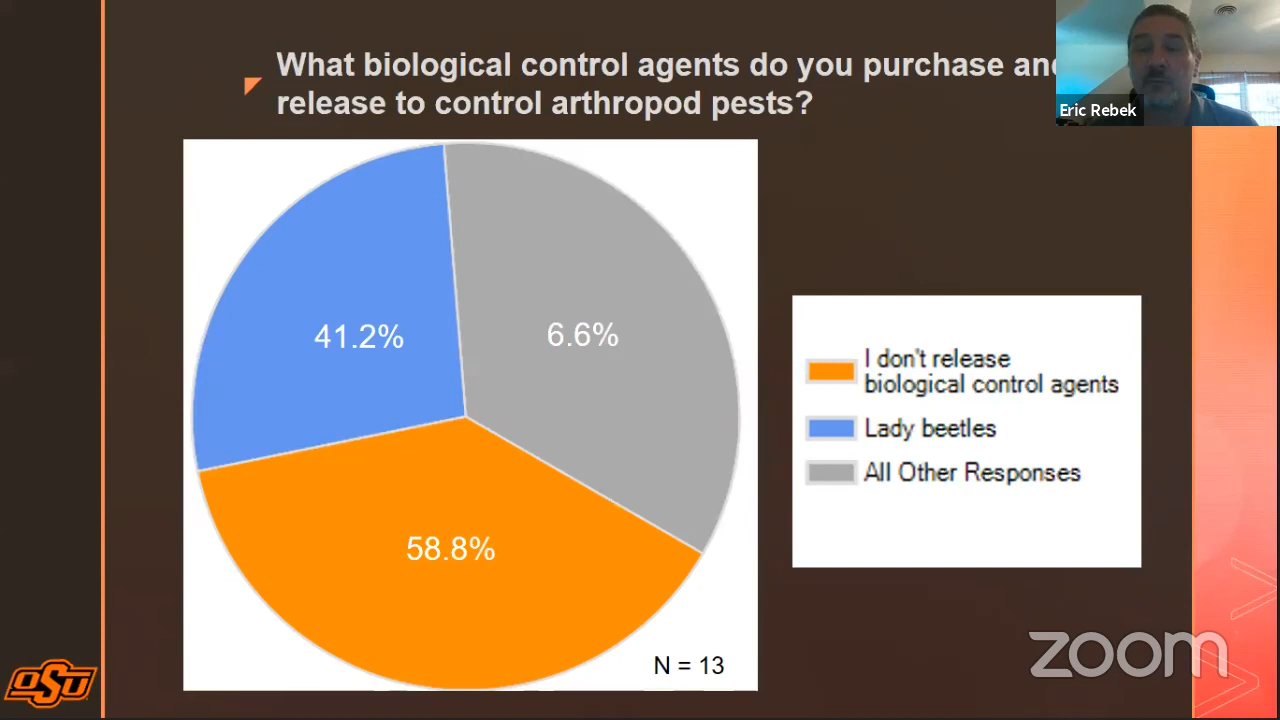 What biological control agents do you purchase and
release to control arthropod pests?
Eric Rebek
41.2%
6.6%
58.8%
N = 13
I don't release
biological control agents
Lady beetles
All Other Responses
OSU
zoom